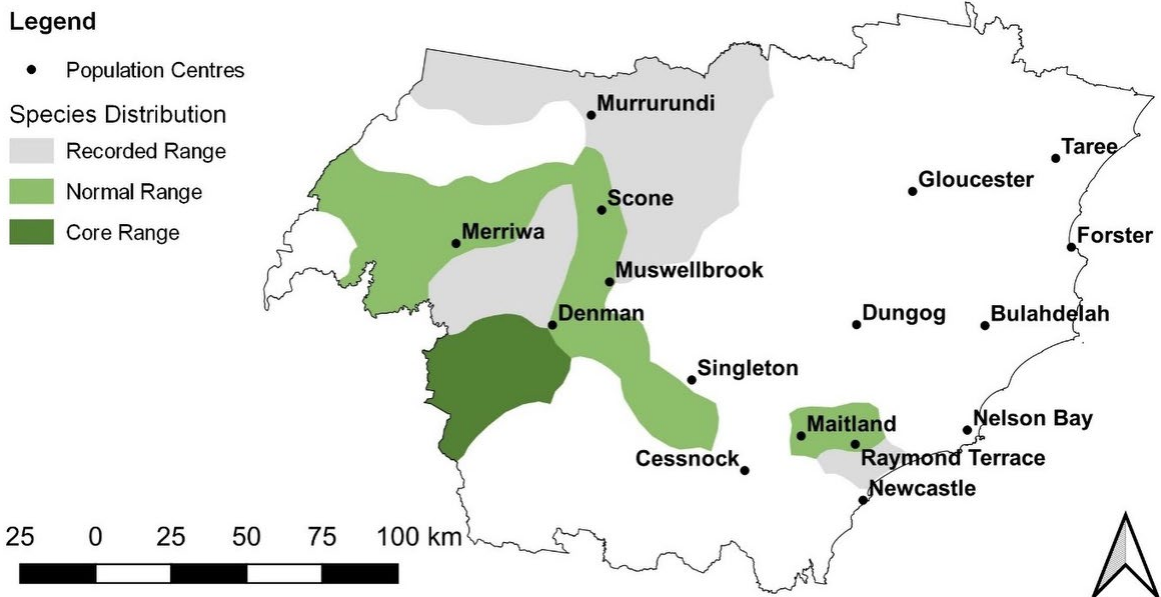 Legend
Population Centres
Species Distribution
Recorded Range
Normal Range
Core Range
Murrurundi
Taree
Gloucester
Scone
Merriwa
Forster
Muswellbrook
Denman
Dungog
Bulahdelah
Singleton
Maitland
Nelson Bay
Cessnock
Raymond Terrace
Newcastle
25 0 25 50 75 100 km